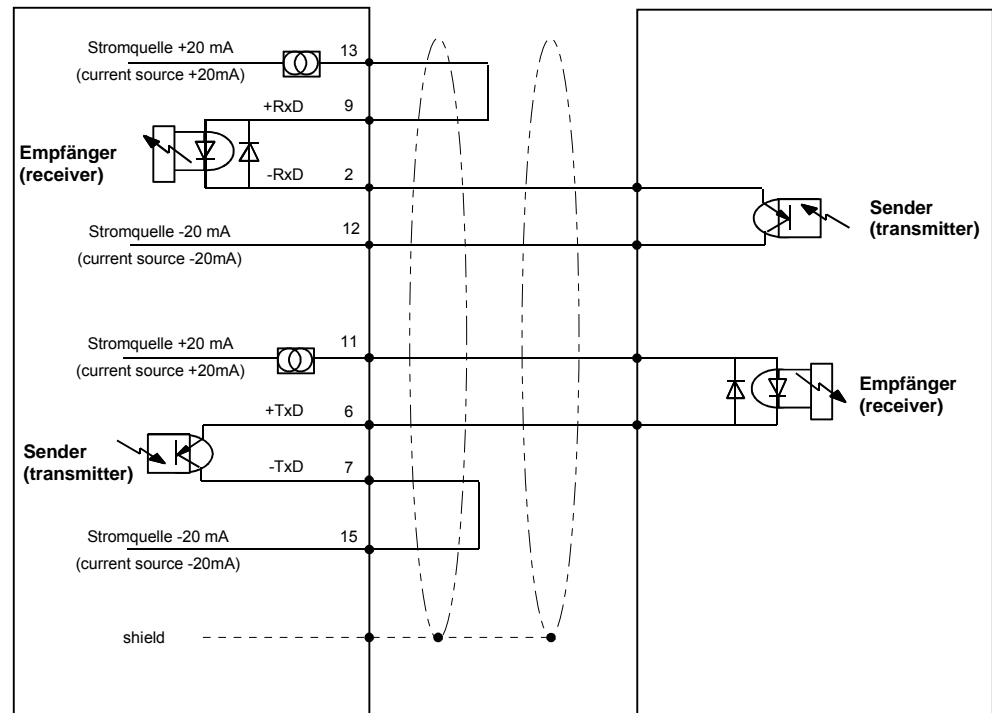 Stromquelle +20 mA 13
(current source +20mA)
+RxD 9
Empfänger
(receiver)
-RxD 2
Sender
(transmitter)
Stromquelle -20 mA 12
(current source -20mA)
Stromquelle +20 mA 11
(current source +20mA)
Empfänger
(receiver)
+TxD 6
Sender
(transmitter)
-TxD 7
Stromquelle -20 mA 15
(current source -20mA)
shield